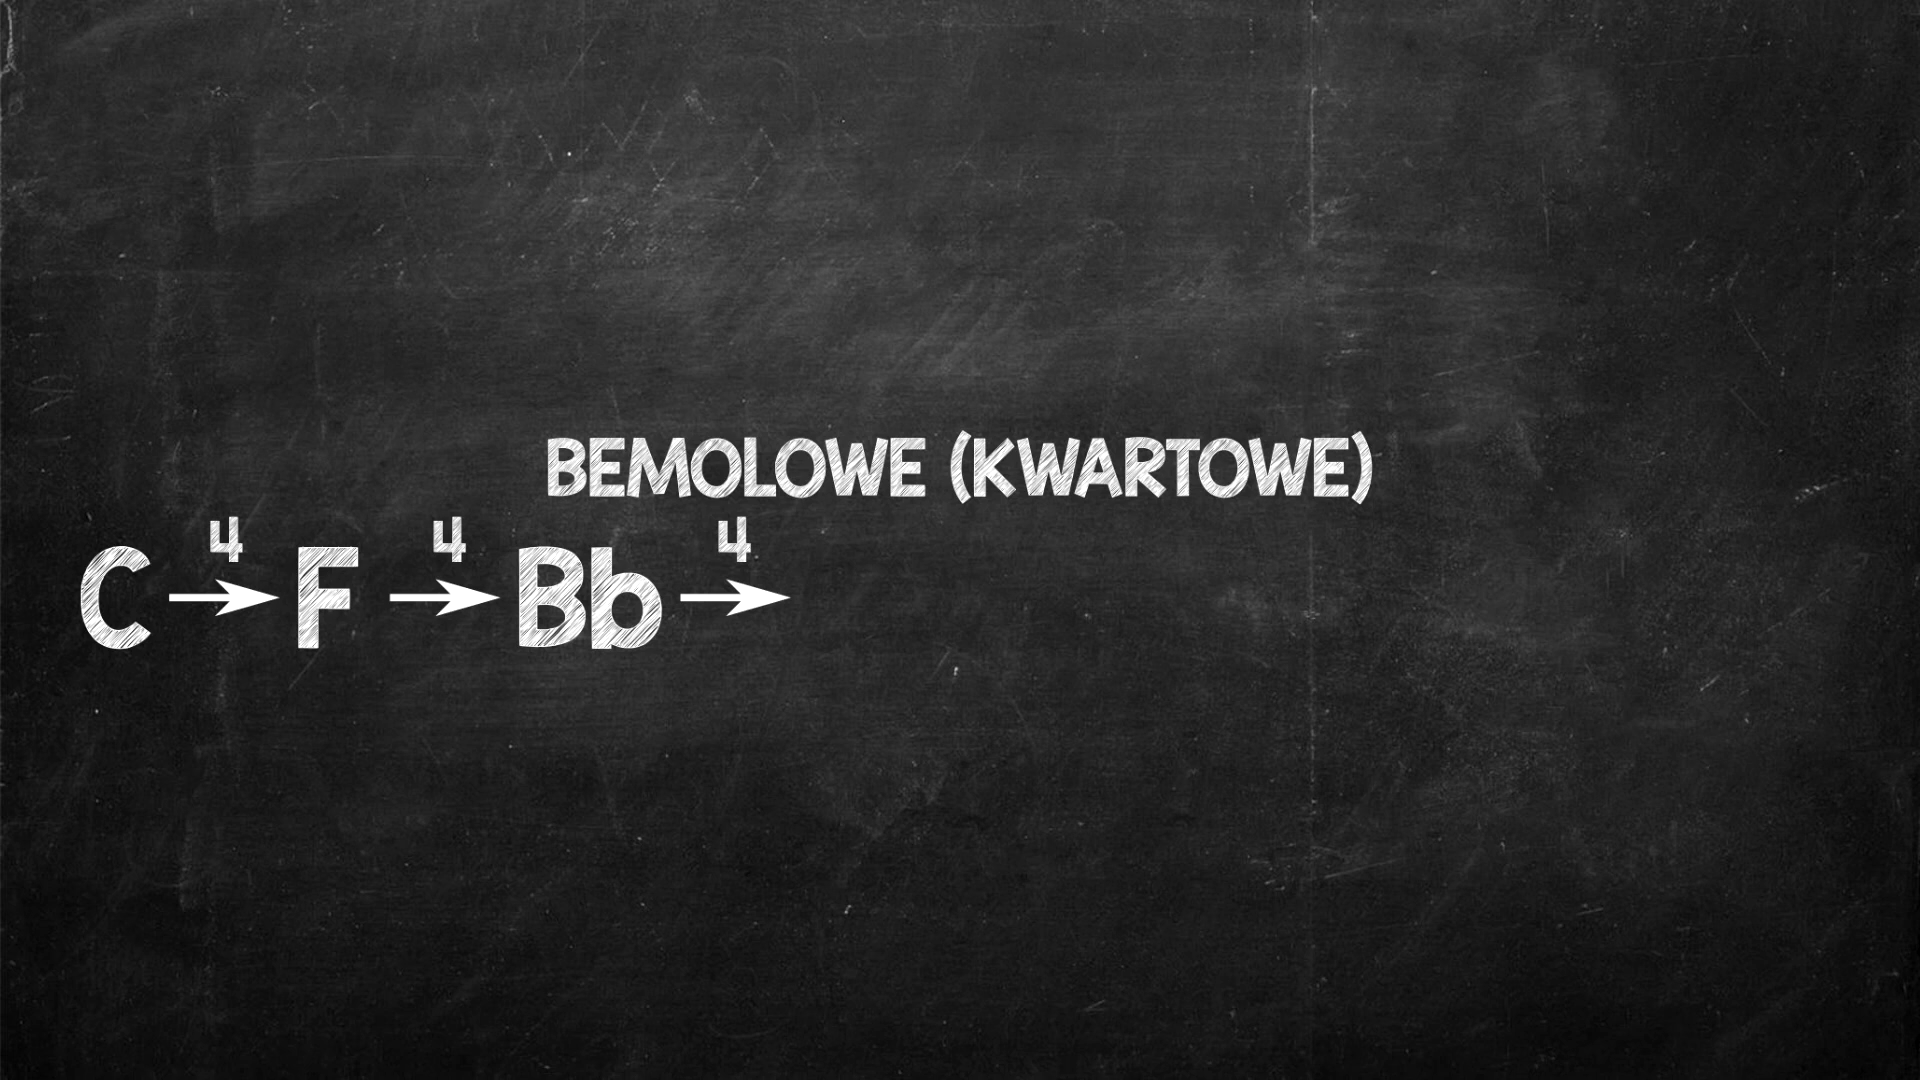 BEMOLOWE (KWARTOWE)
4 4 4
C → F → Bb →